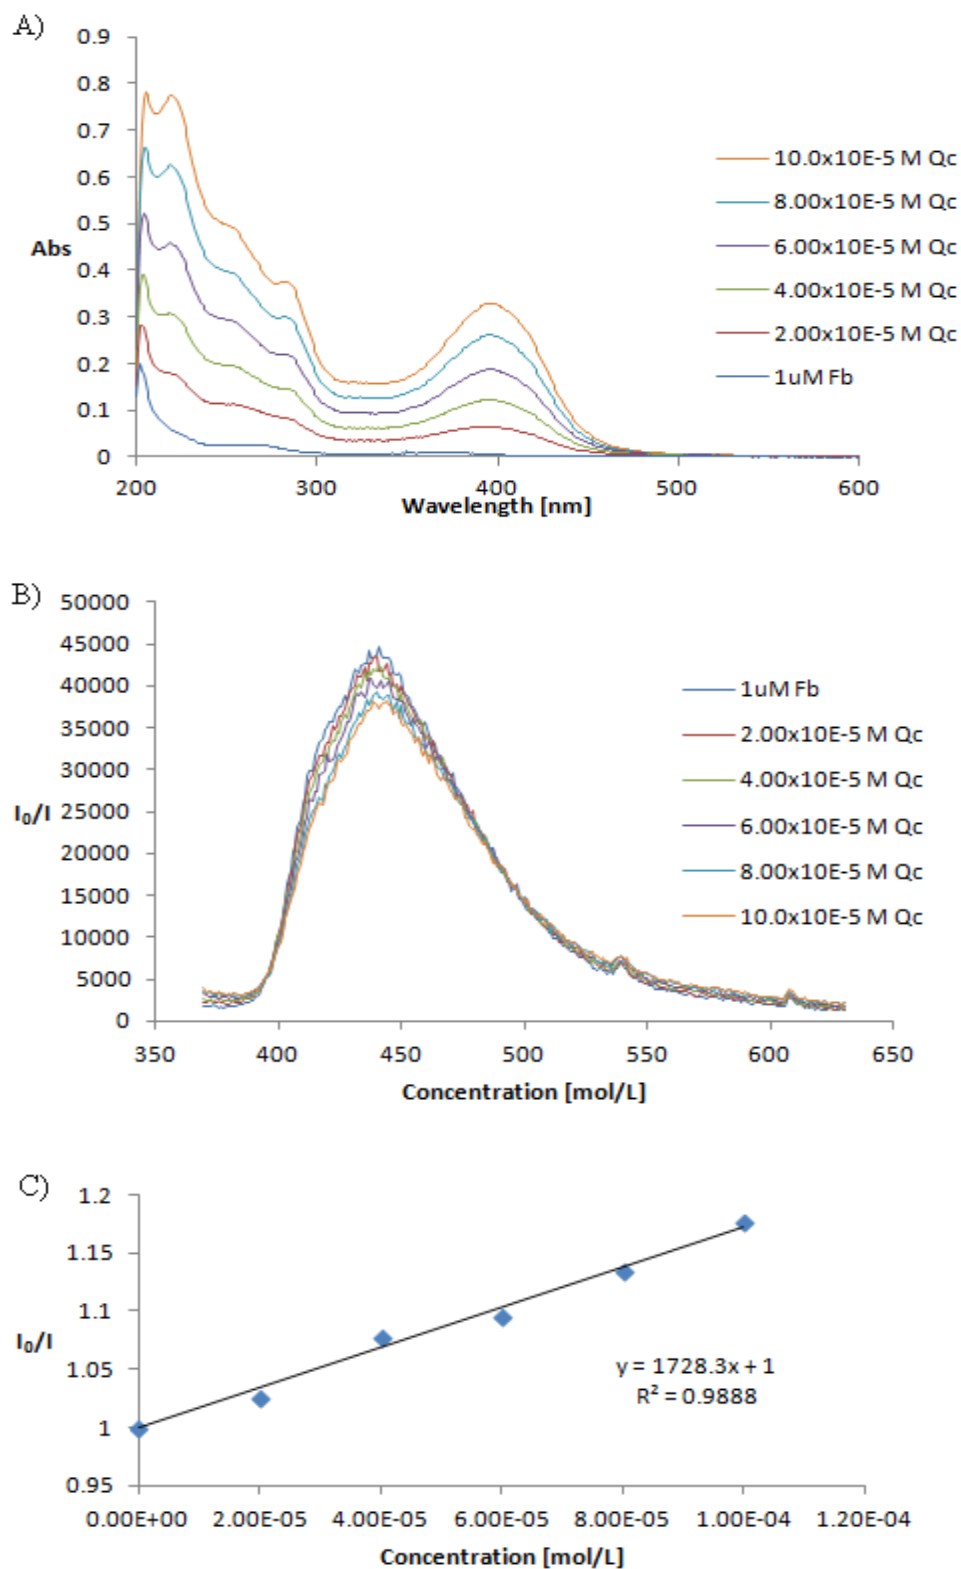 A)
0.9
0.8
0.7
0.6
0.5
Abs
0.4
0.3
0.2
0.1
0
200 300 400 500 600
Wavelength [nm]
10.0x10E-5 M Qc
8.00x10E-5 M Qc
6.00x10E-5 M Qc
4.00x10E-5 M Qc
2.00x10E-5 M Qc
1uM Fb
B)
50000
45000
40000
35000
30000
I₀/I
25000
20000
15000
10000
5000
0
350 400 450 500 550 600 650
Concentration [mol/L]
1uM Fb
2.00x10E-5 M Qc
4.00x10E-5 M Qc
6.00x10E-5 M Qc
8.00x10E-5 M Qc
10.0x10E-5 M Qc
C)
1.2
1.15
1.1
I₀/I
1.05
1
0.95
y = 1728.3x + 1
R² = 0.9888
0.00E+00 2.00E-05 4.00E-05 6.00E-05 8.00E-05 1.00E-04 1.20E-04
Concentration [mol/L]